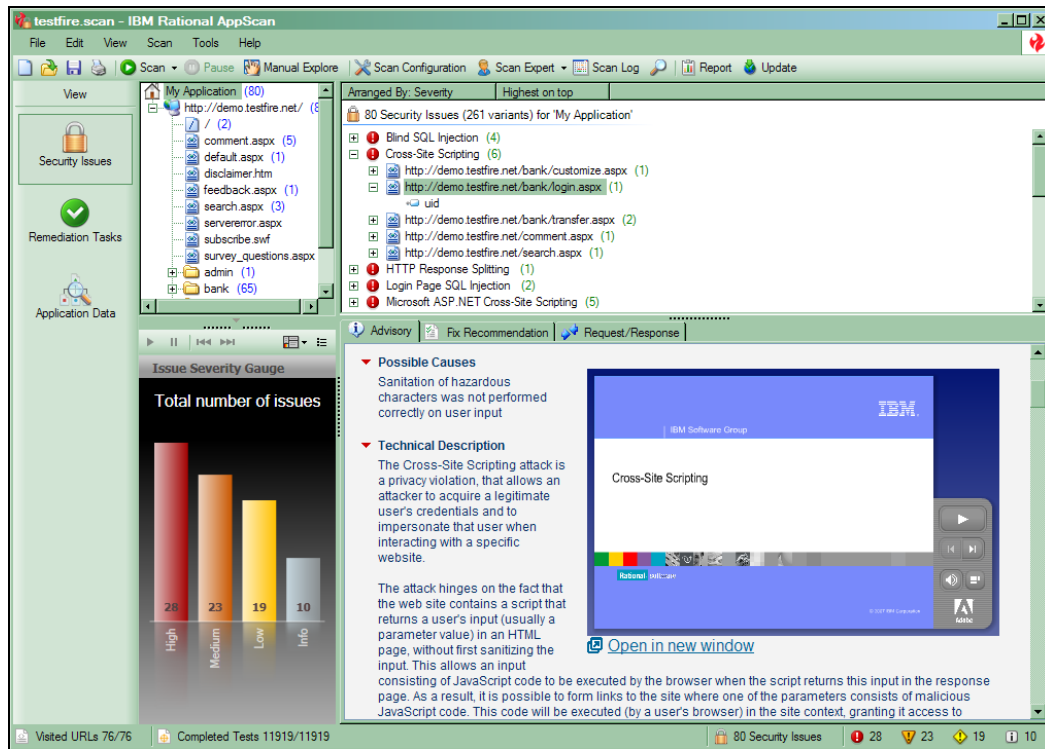 testfire.scan - IBM Rational AppScan
File Edit View Scan Tools Help
Scan Pause Manual Explore Scan Configuration Scan Expert Scan Log Report Update
View
Security Issues
Remediation Tasks
Application Data
My Application (80)
http://demo.testfire.net/ (8
/ (2)
comment.aspx (5)
default.aspx (1)
disclaimer.htm
feedback.aspx (1)
search.aspx (3)
servererror.aspx
subscribe.swf
survey_questions.aspx
admin (1)
bank (65)
Arranged By: Severity Highest on top
80 Security Issues (261 variants) for 'My Application'
Blind SQL Injection (4)
Cross-Site Scripting (6)
http://demo.testfire.net/bank/customize.aspx (1)
http://demo.testfire.net/bank/login.aspx (1)
uid
http://demo.testfire.net/bank/transfer.aspx (2)
http://demo.testfire.net/comment.aspx (1)
http://demo.testfire.net/search.aspx (1)
HTTP Response Splitting (1)
Login Page SQL Injection (2)
Microsoft ASP.NET Cross-Site Scripting (5)
Issue Severity Gauge
Total number of issues
28 23 19 10
High Medium Low Info
Advisory Fix Recommendation Request/Response
Possible Causes
Sanitation of hazardous
characters was not performed
correctly on user input
Technical Description
The Cross-Site Scripting attack is
a privacy violation, that allows an
attacker to acquire a legitimate
user's credentials and to
impersonate that user when
interacting with a specific
website.
The attack hinges on the fact that
the web site contains a script that
returns a user's input (usually a
parameter value) in an HTML
page, without first sanitizing the
input. This allows an input
consisting of JavaScript code to be executed by the browser when the script returns this input in the response
page. As a result, it is possible to form links to the site where one of the parameters consists of malicious
JavaScript code. This code will be executed (by a user's browser) in the site context, granting it access to
IBM
IBM Software Group
Cross-Site Scripting
Rational software
© 2007 IBM Corporation
Adobe
Open in new window
Visited URLs 76/76 Completed Tests 11919/11919 80 Security Issues 28 23 19 10